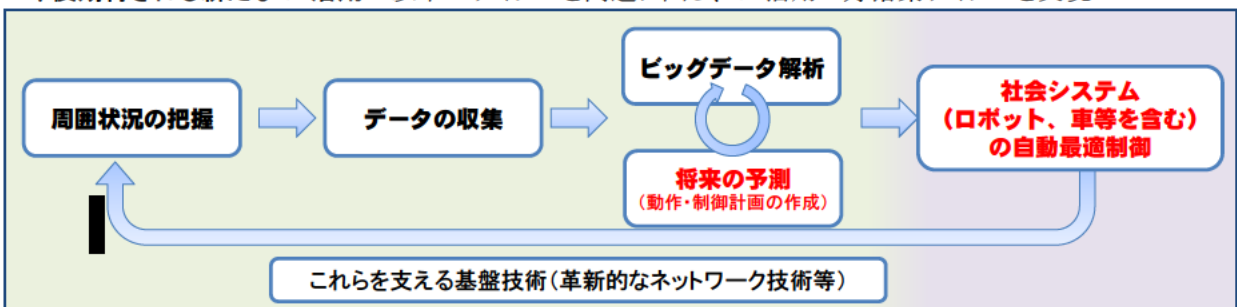 周囲状況の把握
データの収集
ビッグデータ解析
将来の予測
(動作・制御計画の作成)
社会システム
(ロボット、車等を含む)
の自動最適制御
これらを支える基盤技術(革新的なネットワーク技術等)